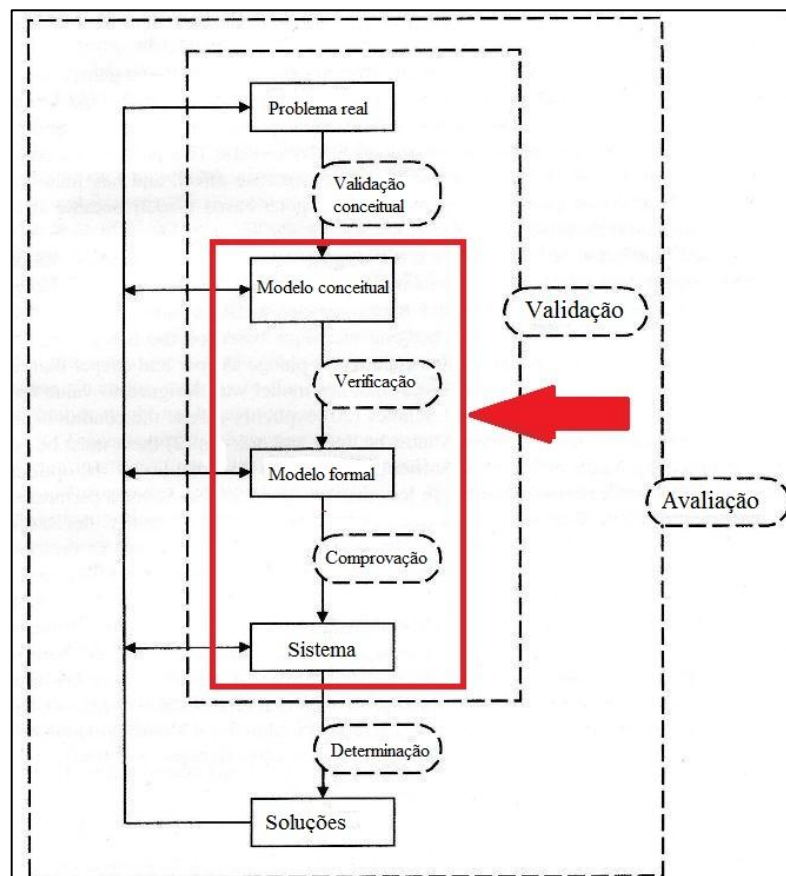 Problema real
Validação
conceitual
Modelo conceitual
Validação
Verificação
Modelo formal
Avaliação
Comprovação
Sistema
Determinação
Soluções